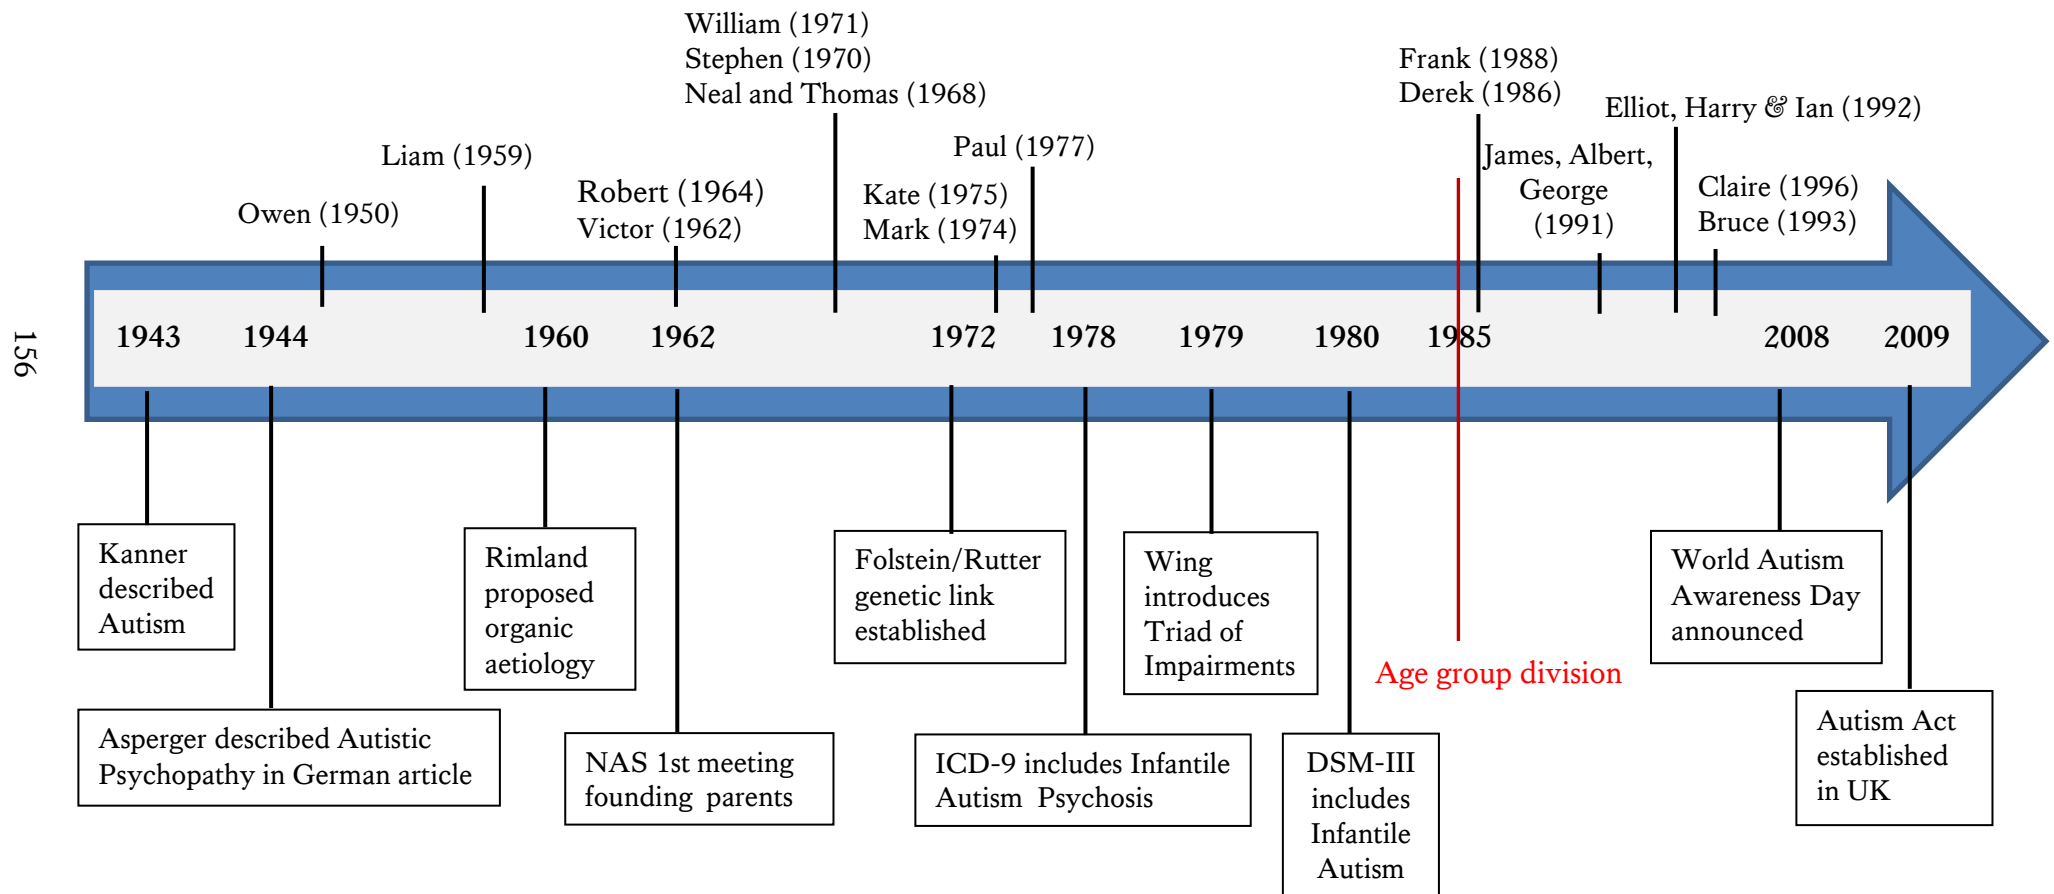 William (1971)
Stephen (1970)
Neal and Thomas (1968)
Frank (1988)
Derek (1986)
Elliot, Harry & Ian (1992)
Liam (1959)
Paul (1977)
James, Albert,
George
(1991)
Owen (1950)
Robert (1964)
Victor (1962)
Kate (1975)
Mark (1974)
Claire (1996)
Bruce (1993)
156
1943 1944 1960 1962 1972 1978 1979 1980 1985 2008 2009
Kanner
described
Autism
Rimland
proposed
organic
aetiology
Folstein/Rutter
genetic link
established
Wing
introduces
Triad of
Impairments
Age group division
World Autism
Awareness Day
announced
Asperger described Autistic
Psychopathy in German article
NAS 1st meeting
founding parents
ICD-9 includes Infantile
Autism Psychosis
DSM-III
includes
Infantile
Autism
Autism Act
established
in UK